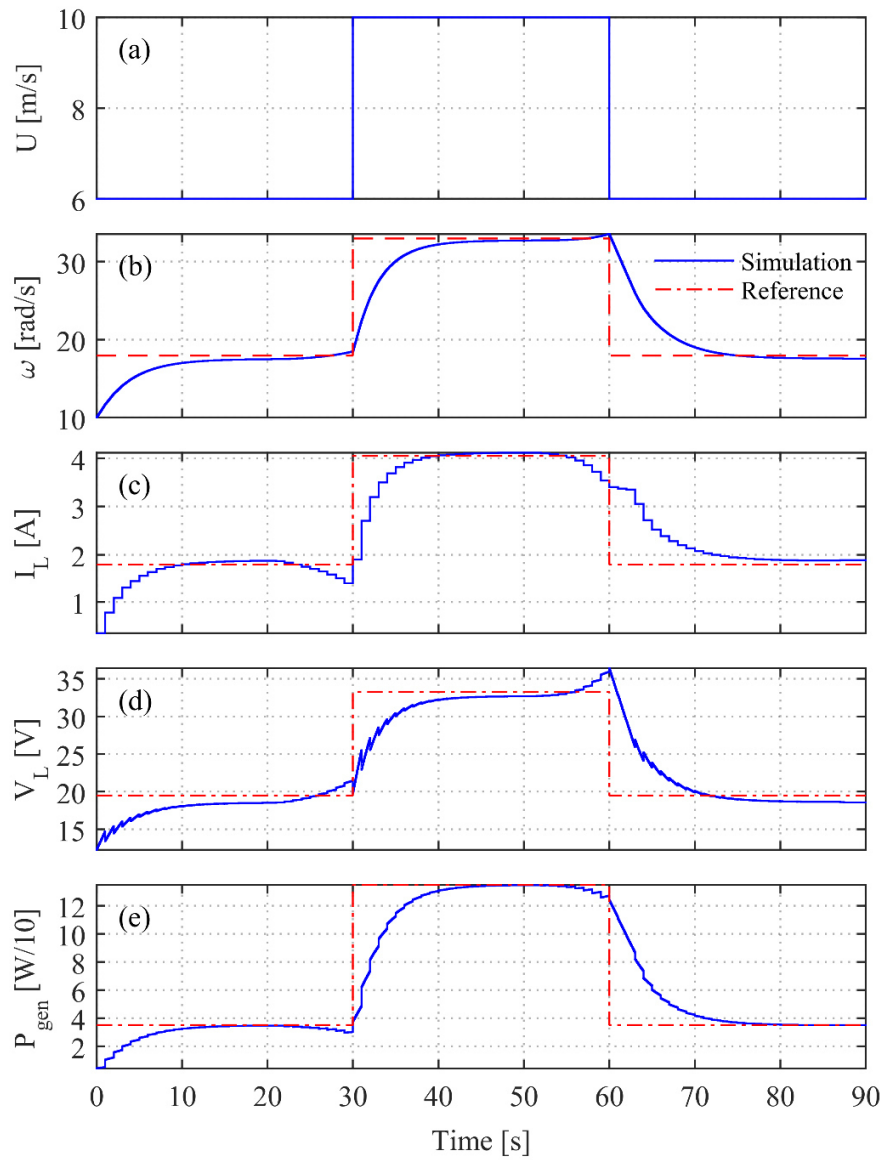 (a)
U [m/s]
10
8
6
(b)
ω [rad/s]
30
20
10
Simulation
Reference
(c)
I_L [A]
4
3
2
1
(d)
V_L [V]
35
30
25
20
15
(e)
P_gen [W/10]
12
10
8
6
4
2
0 10 20 30 40 50 60 70 80 90
Time [s]